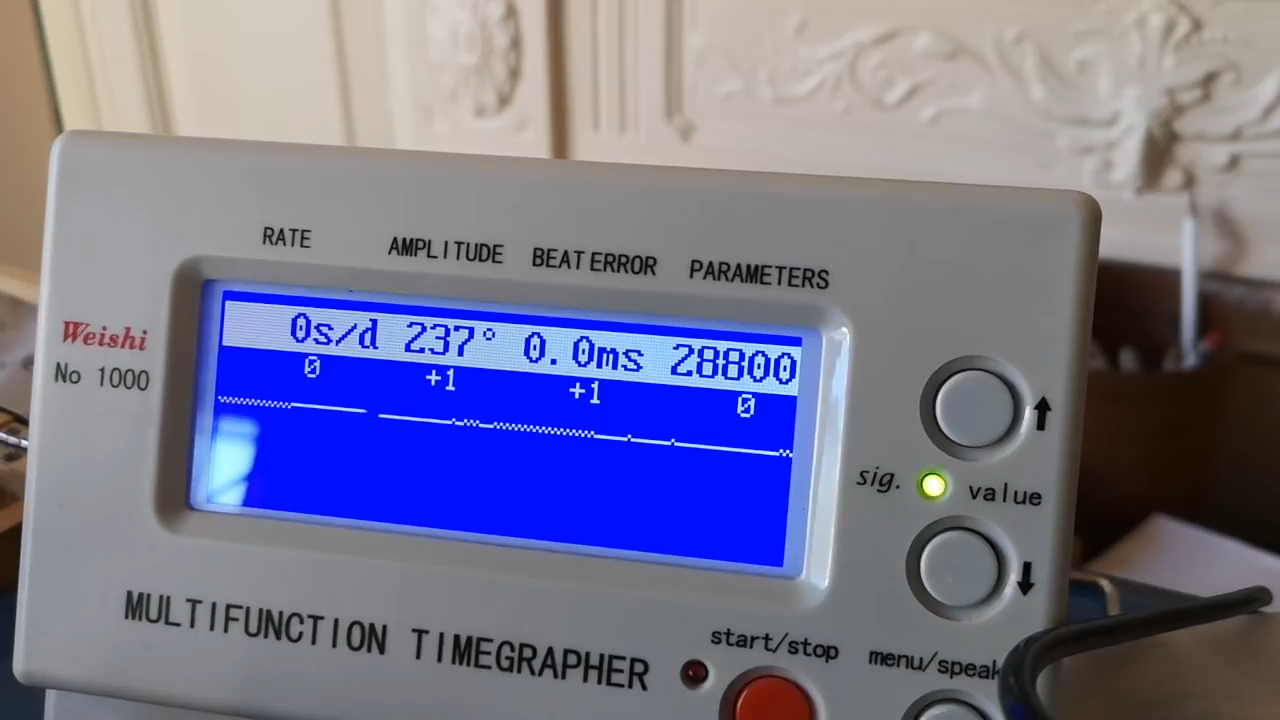 RATE AMPLITUDE BEAT ERROR PARAMETERS
0s/d 237° 0.0ms 28800
0 +1 +1 0
Weishi
No 1000
sig. value
MULTIFUNCTION TIMEGRAPHER
start/stop menu/speak